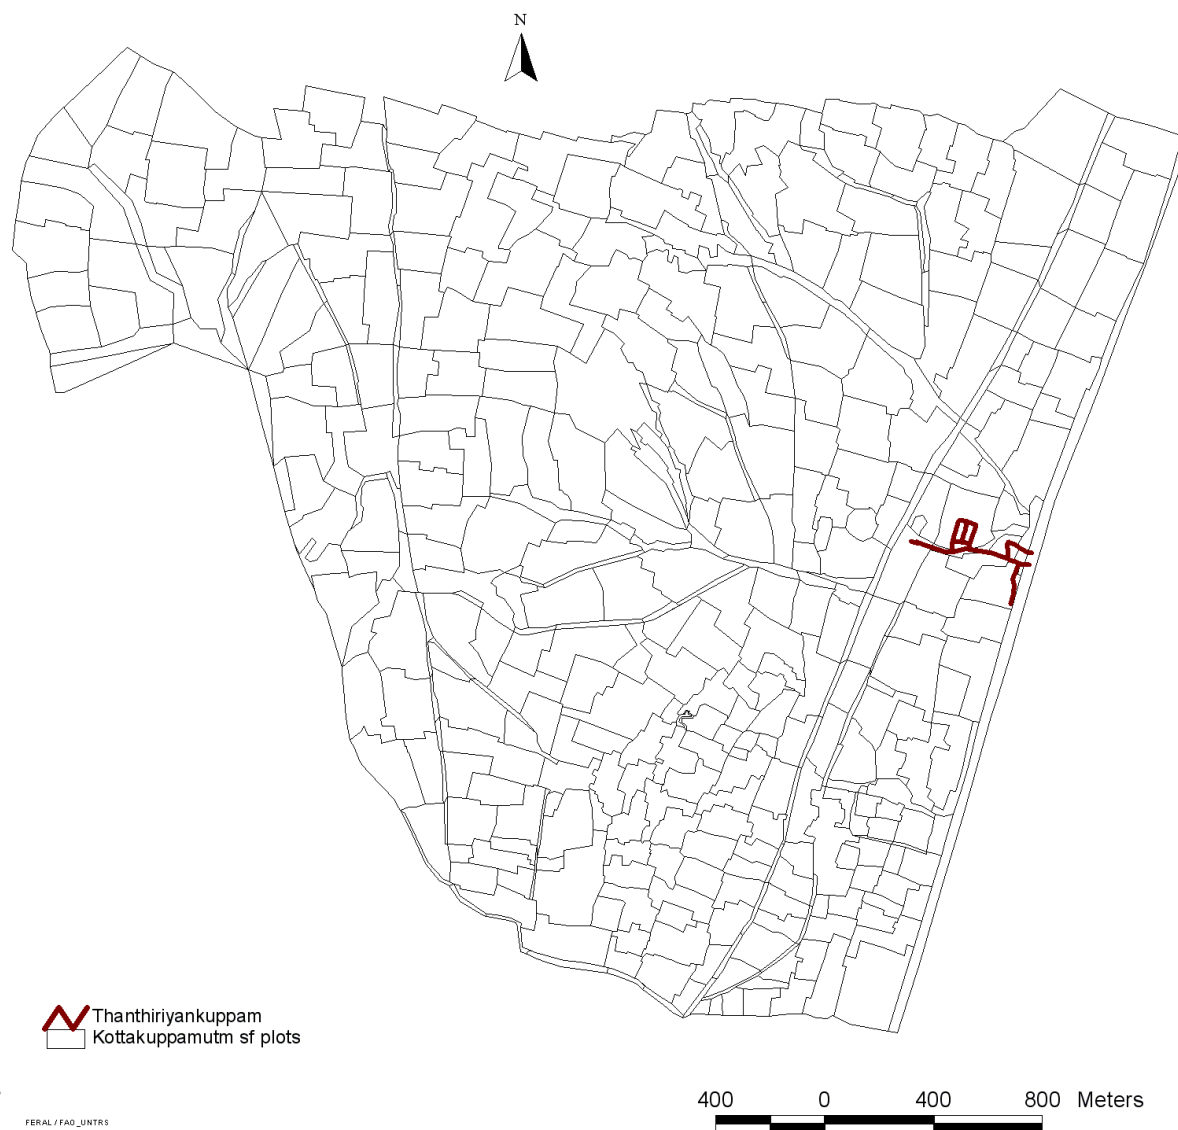 N
Thanthiriyankuppam
Kottakuppamutm sf plots
400 0 400 800 Meters
FERAL / FAO_UNTRS